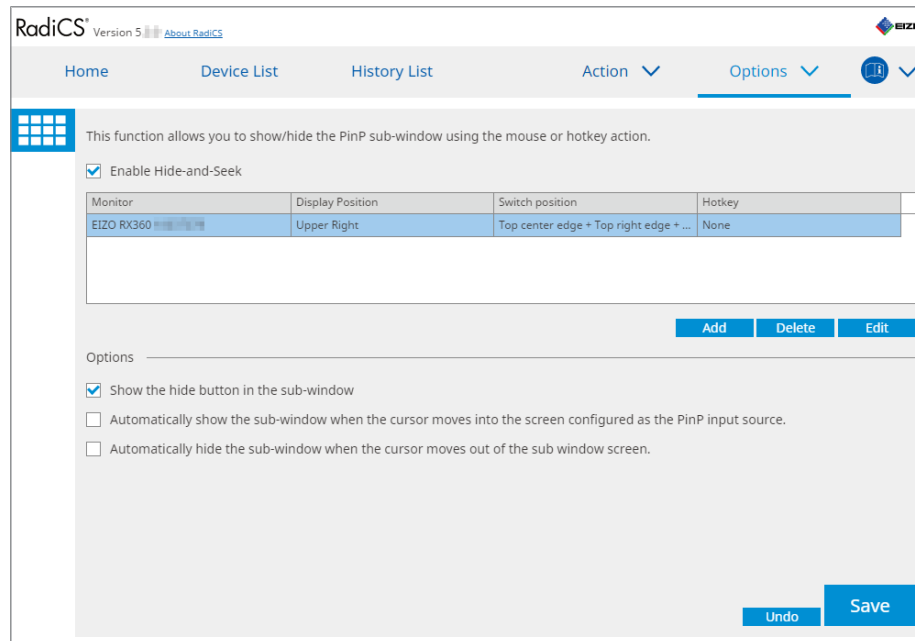 RadiCS® Version 5. About RadiCS EIZ
Home Device List History List Action Options
This function allows you to show/hide the PinP sub-window using the mouse or hotkey action.
Enable Hide-and-Seek
Monitor Display Position Switch position Hotkey
EIZO RX360 Upper Right Top center edge + Top right edge + ... None
Add Delete Edit
Options
Show the hide button in the sub-window
Automatically show the sub-window when the cursor moves into the screen configured as the PinP input source.
Automatically hide the sub-window when the cursor moves out of the sub window screen.
Save
Undo